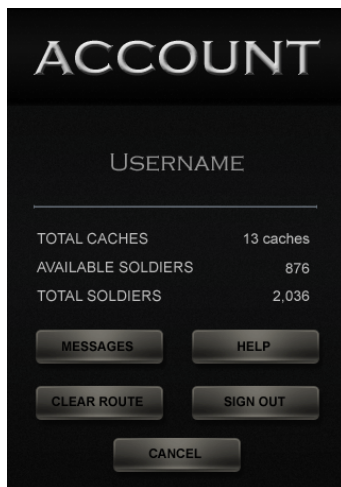 ACCOUNT
USERNAME
TOTAL CACHES 13 caches
AVAILABLE SOLDIERS 876
TOTAL SOLDIERS 2,036
MESSAGES HELP
CLEAR ROUTE SIGN OUT
CANCEL